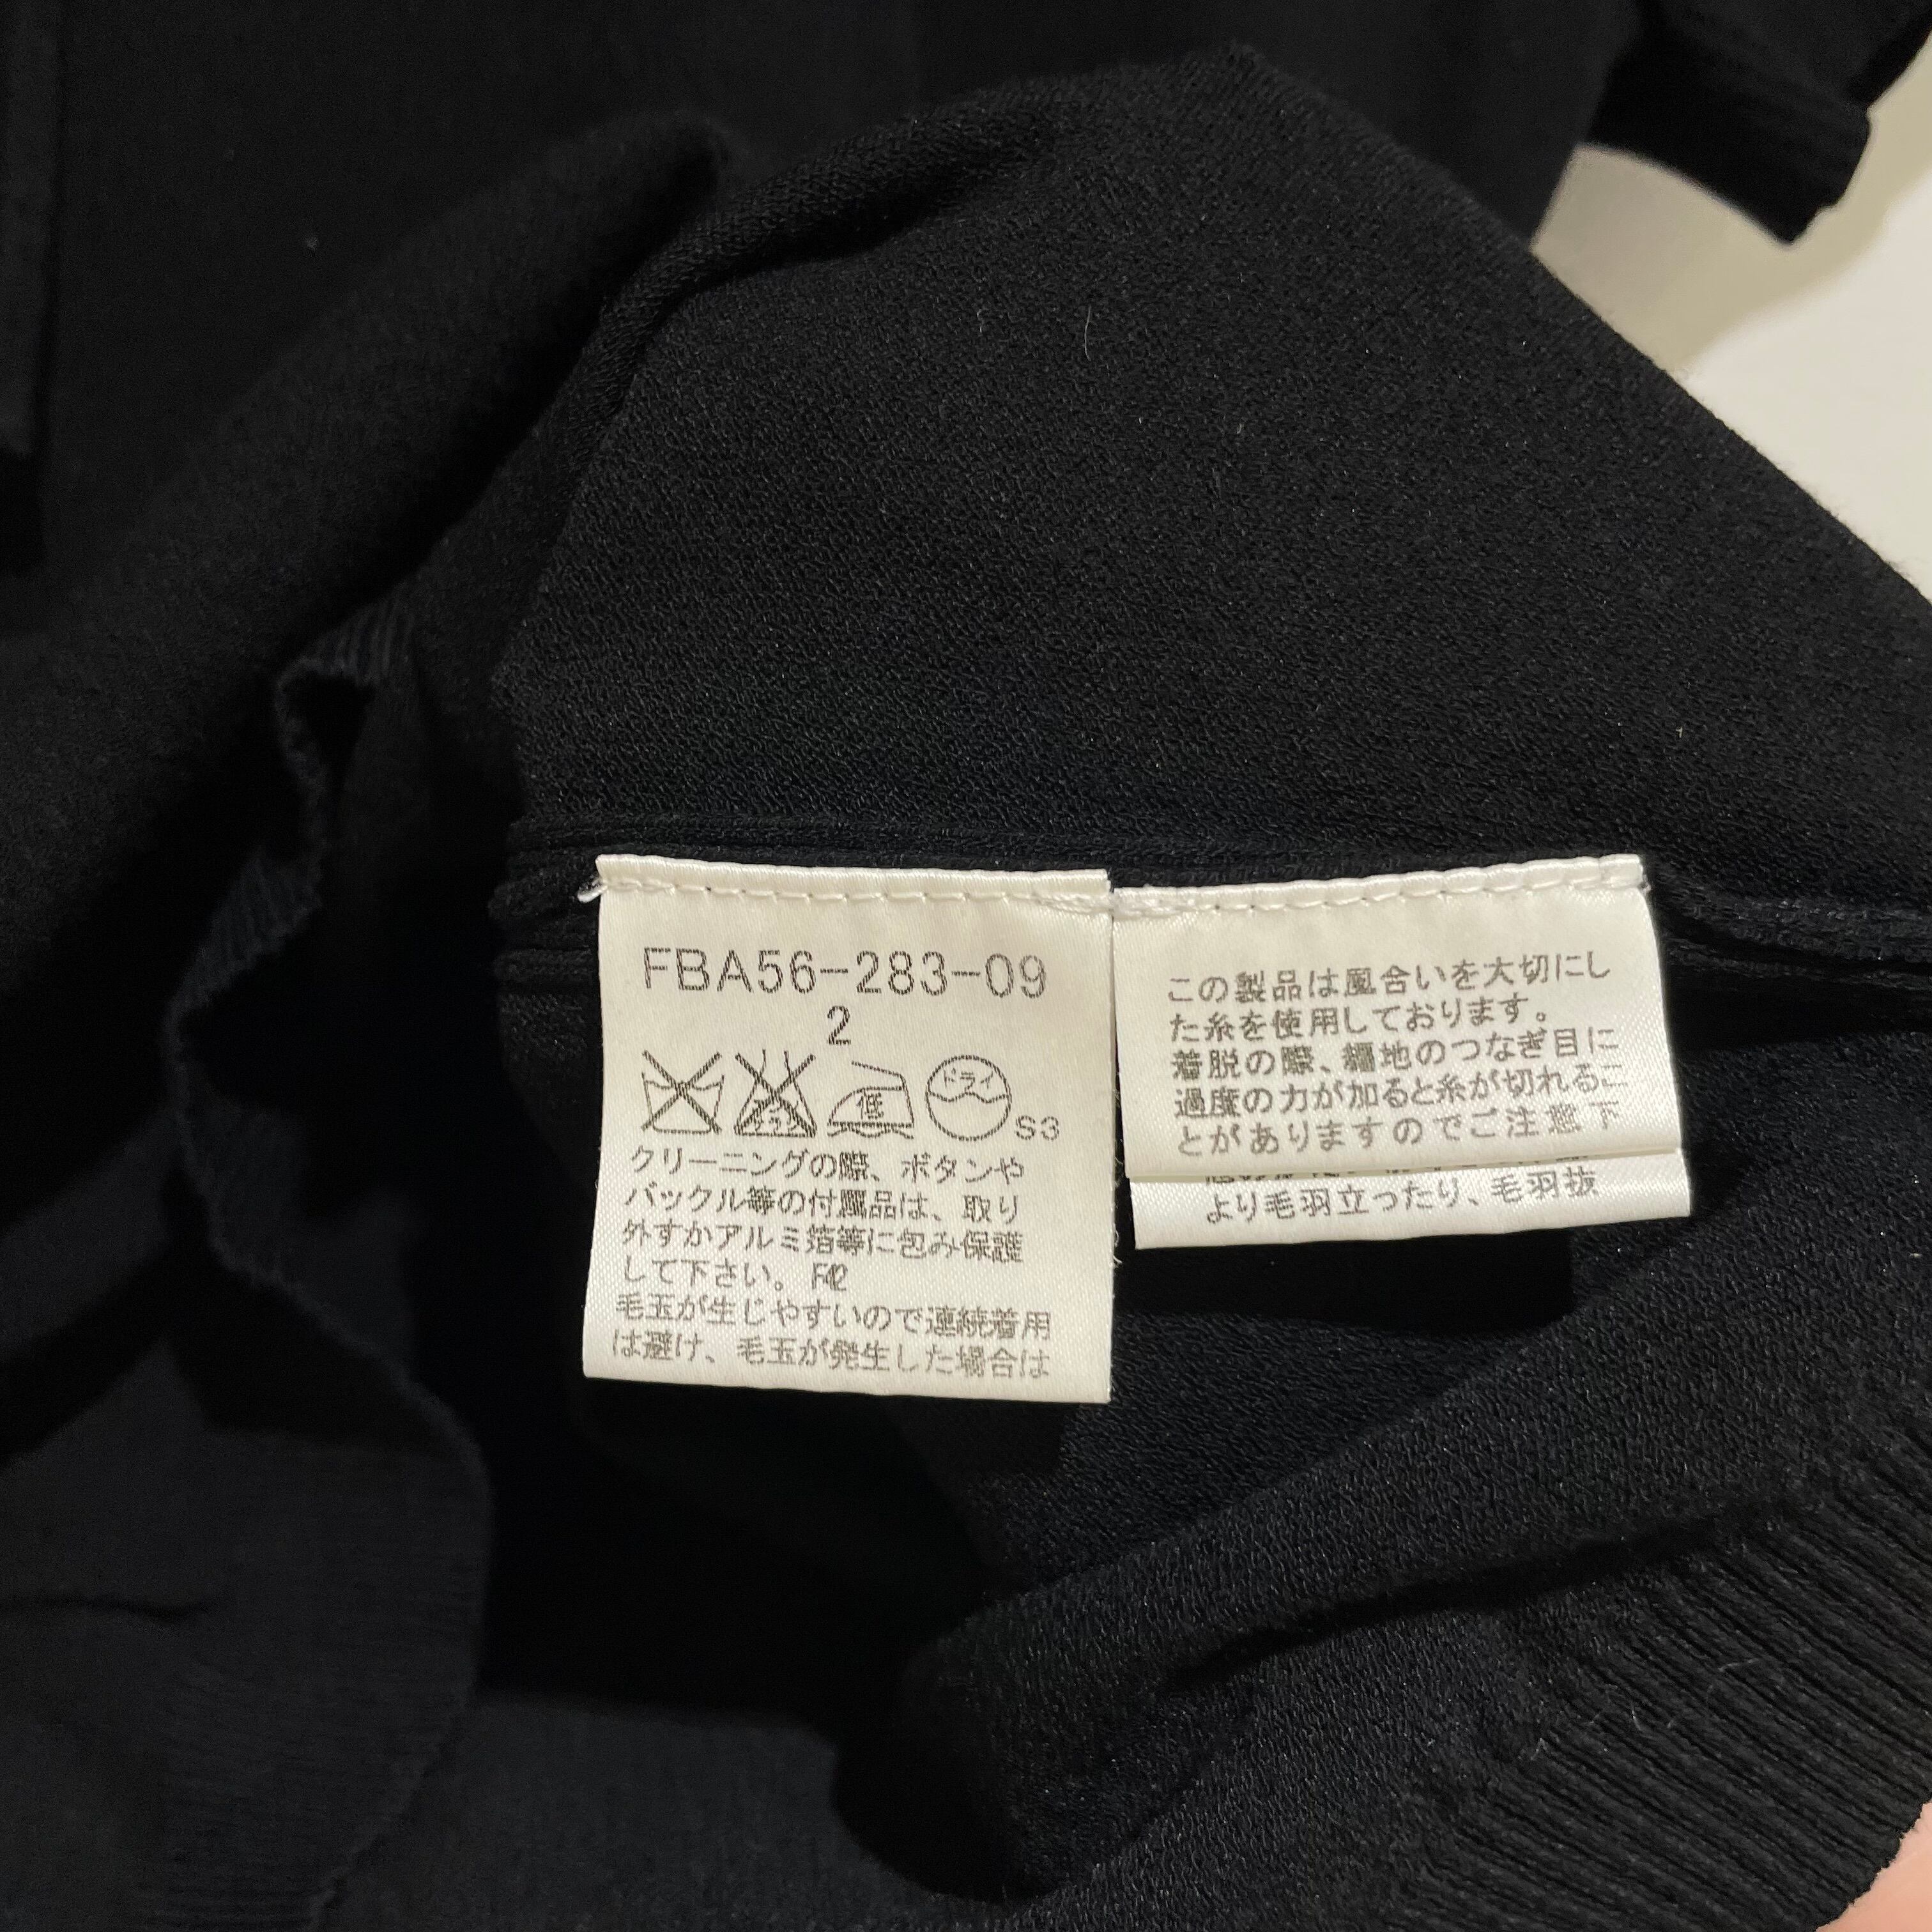 FBA56-283-09
2
エンソ
サラシ
低
ドライ
S3
クリーニングの際、ボタンや
バックル等の付属品は、取り
外すかアルミ箔等に包み保護
して下さい。 F42
毛玉が生じやすいので連続着用
は避け、毛玉が発生した場合は
この製品は風合いを大切にし
た糸を使用しております。
着脱の際、編地のつなぎ目に
過度の力が加ると糸が切れるこ
とがありますのでご注意下
より毛羽立ったり、毛羽抜